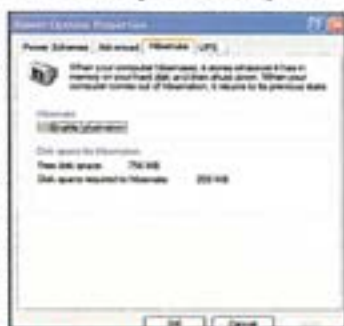 Power Options Properties
Power Schemes Advanced Hibernate UPS
When your computer hibernates, it stores whatever it has in
memory on your hard disk and then shuts down. When your
computer comes out of hibernation, it returns to its previous state.
Hibernate
Enable hibernation
Disk space for hibernation
Free disk space:
Disk space required to hibernate:
OK Cancel